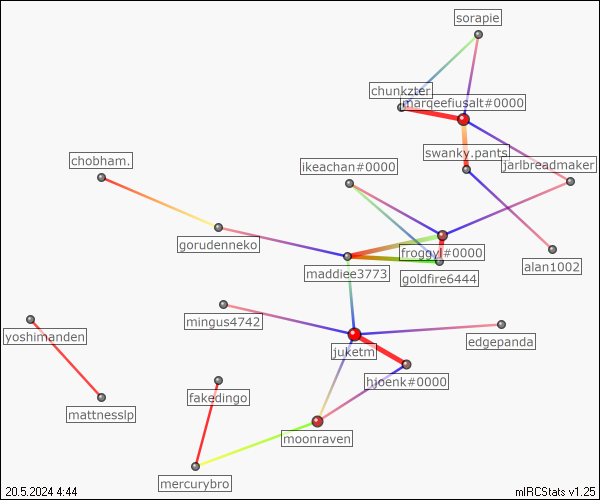 sorapie
chunkzter
marqeefiusalt#0000
swanky.pants
jarlbreadmaker
chobham.
ikeachan#0000
gorudenneko
froggyl#0000
alan1002
maddiee3773
goldfire6444
mingus4742
yoshimanden
juketm
edgepanda
hjoenk#0000
fakedingo
mattnesslp
moonraven
mercurybro
20.5.2024 4:44
mIRCStats v1.25